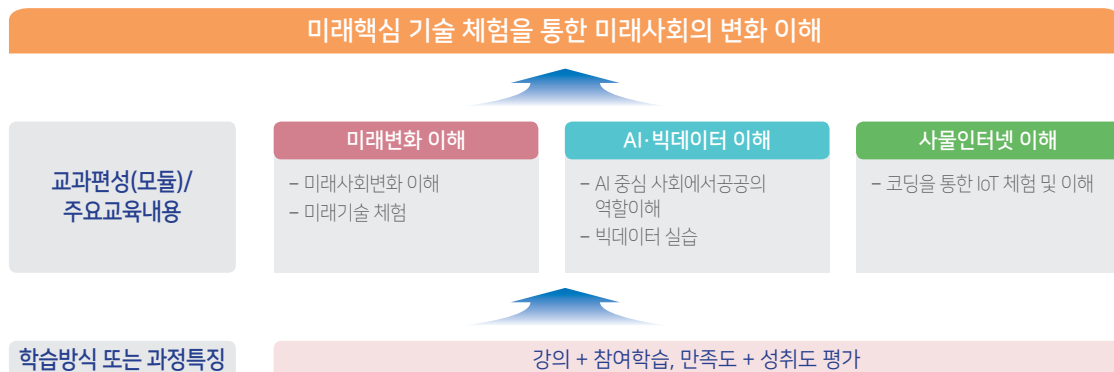 미래핵심 기술 체험을 통한 미래사회의 변화 이해
교과편성(모듈)/
주요교육내용
미래변화 이해
– 미래사회변화 이해
– 미래기술 체험
AI·빅데이터 이해
– AI 중심 사회에서공공의
역할이해
– 빅데이터 실습
사물인터넷 이해
– 코딩을 통한 IoT 체험 및 이해
학습방식 또는 과정특징
강의 + 참여학습, 만족도 + 성취도 평가